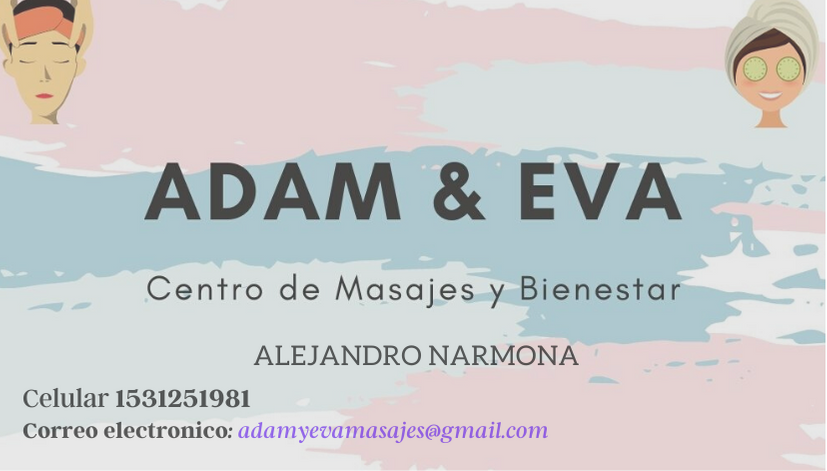 ADAM & EVA
Centro de Masajes y Bienestar
ALEJANDRO NARMONA
Celular 1531251981
Correo electronico: adamyevamasajes@gmail.com